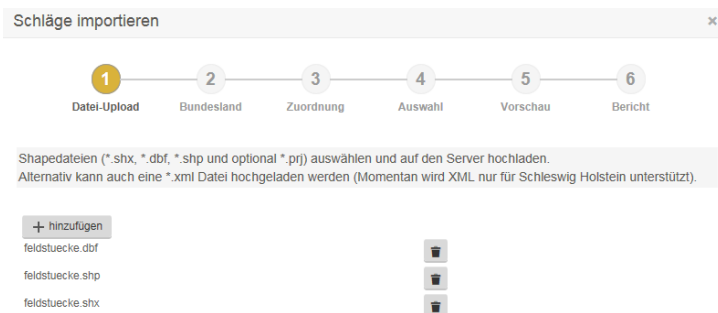 Schläge importieren
×
1 2 3 4 5 6
Datei-Upload Bundesland Zuordnung Auswahl Vorschau Bericht
Shapedateien (*.shx, *.dbf, *.shp und optional *.prj) auswählen und auf den Server hochladen.
Alternativ kann auch eine *.xml Datei hochgeladen werden (Momentan wird XML nur für Schleswig Holstein unterstützt).
+ hinzufügen
feldstuecke.dbf
feldstuecke.shp
feldstuecke.shx